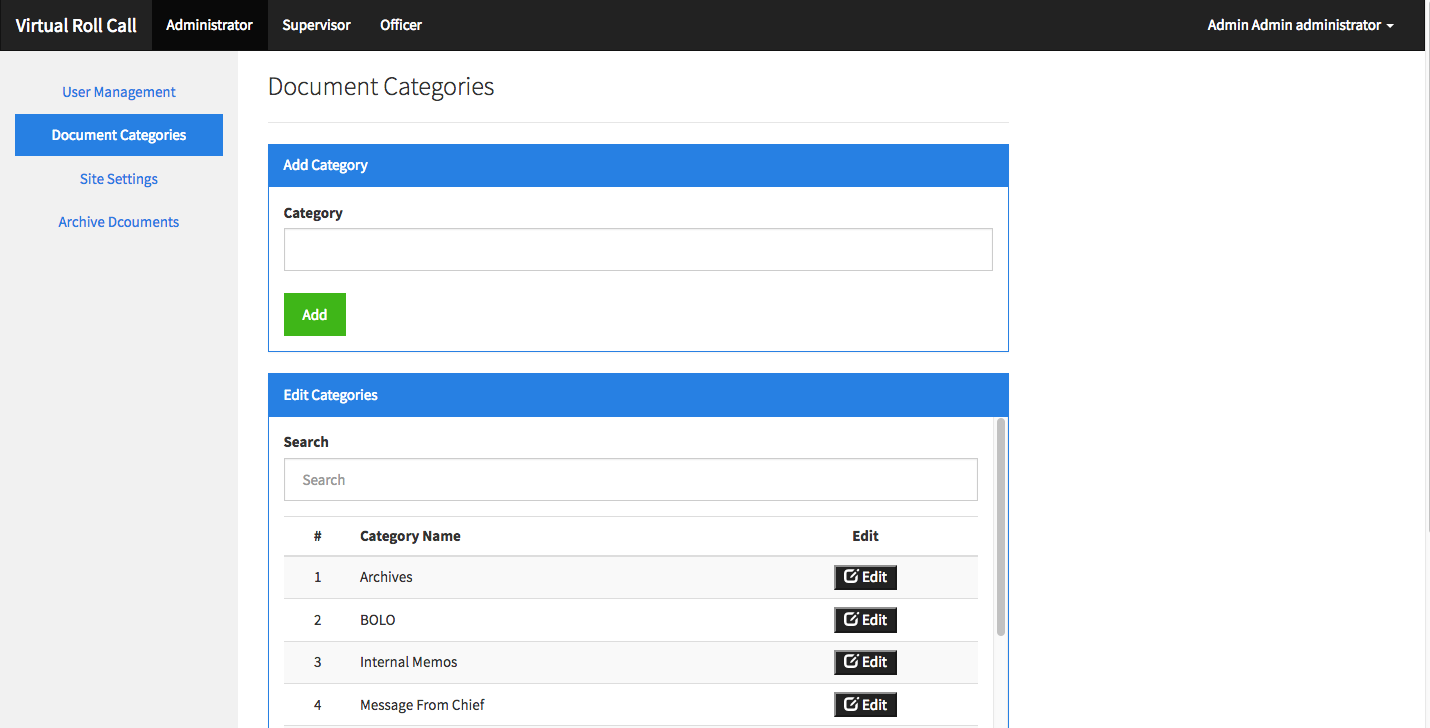 Virtual Roll Call Administrator Supervisor Officer Admin Admin administrator
User Management
Document Categories
Site Settings
Archive Dcouments
Document Categories
Add Category
Category
Add
Edit Categories
Search
Search
# Category Name Edit
1 Archives Edit
2 BOLO Edit
3 Internal Memos Edit
4 Message From Chief Edit